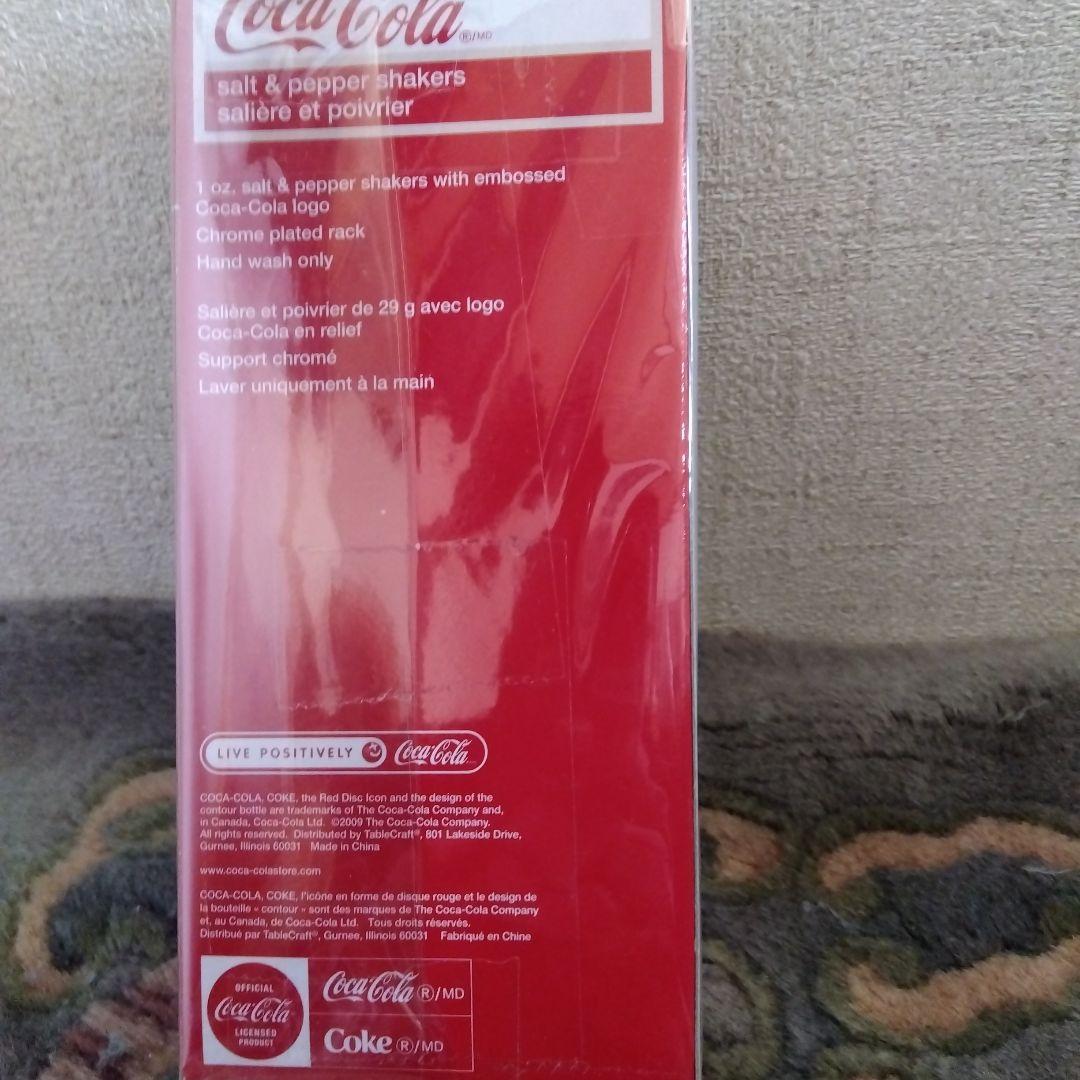 Coca-Cola ®/MD
salt & pepper shakers
salière et poivrier
1 oz. salt & pepper shakers with embossed
Coca-Cola logo
Chrome plated rack
Hand wash only
Salière et poivrier de 29 g avec logo
Coca-Cola en relief
Support chromé
Laver uniquement à la main
LIVE POSITIVELY Coca-Cola
COCA-COLA, COKE, the Red Disc Icon and the design of the
contour bottle are trademarks of The Coca-Cola Company and,
in Canada, Coca-Cola Ltd. ©2009 The Coca-Cola Company.
All rights reserved. Distributed by TableCraft®, 801 Lakeside Drive,
Gurnee, Illinois 60031 Made in China
www.coca-colastore.com
COCA-COLA, COKE, l'icône en forme de disque rouge et le design de
la bouteille « contour » sont des marques de The Coca-Cola Company
et, au Canada, de Coca-Cola Ltd. Tous droits réservés.
Distribué par TableCraft®, Gurnee, Illinois 60031 Fabriqué en Chine
OFFICIAL
Coca-Cola
LICENSED
PRODUCT
Coca-Cola ®/MD
Coke ®/MD